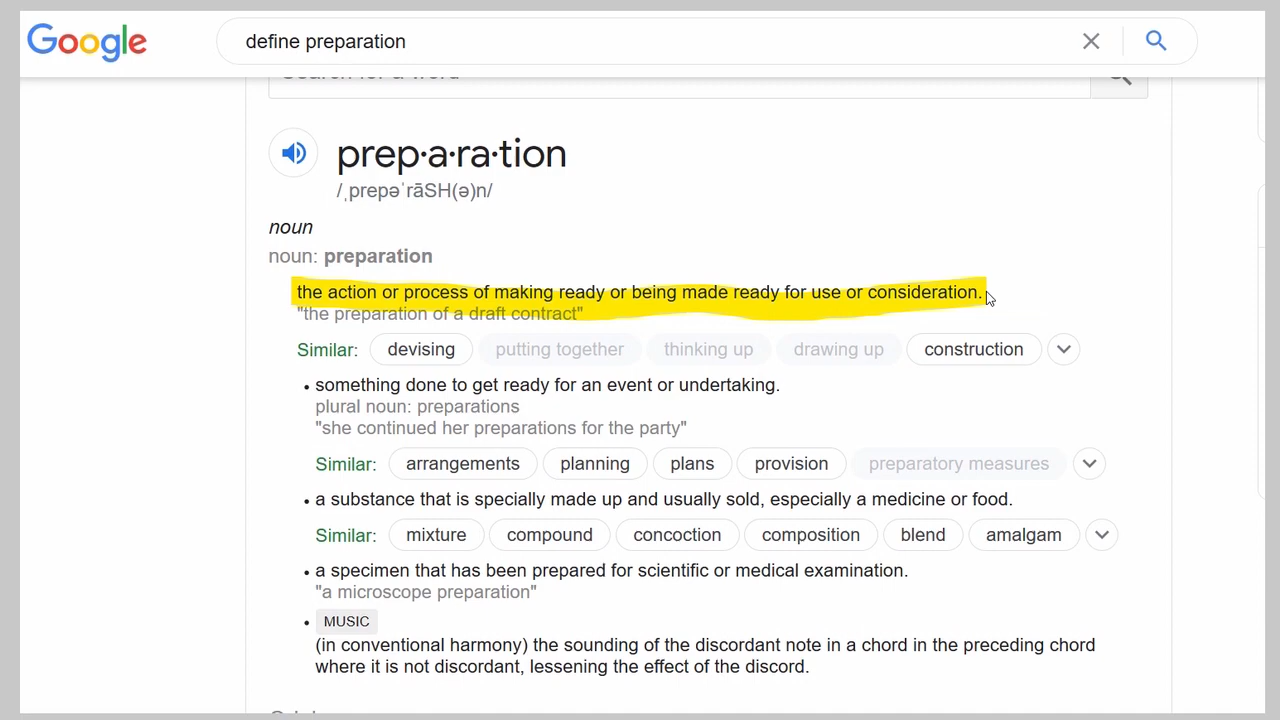 Google
define preparation
Search for a word
prep·a·ra·tion
/ˌprepəˈrāSH(ə)n/
noun
noun: preparation
the action or process of making ready or being made ready for use or consideration.
"the preparation of a draft contract"
Similar: devising putting together thinking up drawing up construction
• something done to get ready for an event or undertaking.
plural noun: preparations
"she continued her preparations for the party"
Similar: arrangements planning plans provision preparatory measures
• a substance that is specially made up and usually sold, especially a medicine or food.
Similar: mixture compound concoction composition blend amalgam
• a specimen that has been prepared for scientific or medical examination.
"a microscope preparation"
• MUSIC
(in conventional harmony) the sounding of the discordant note in a chord in the preceding chord
where it is not discordant, lessening the effect of the discord.